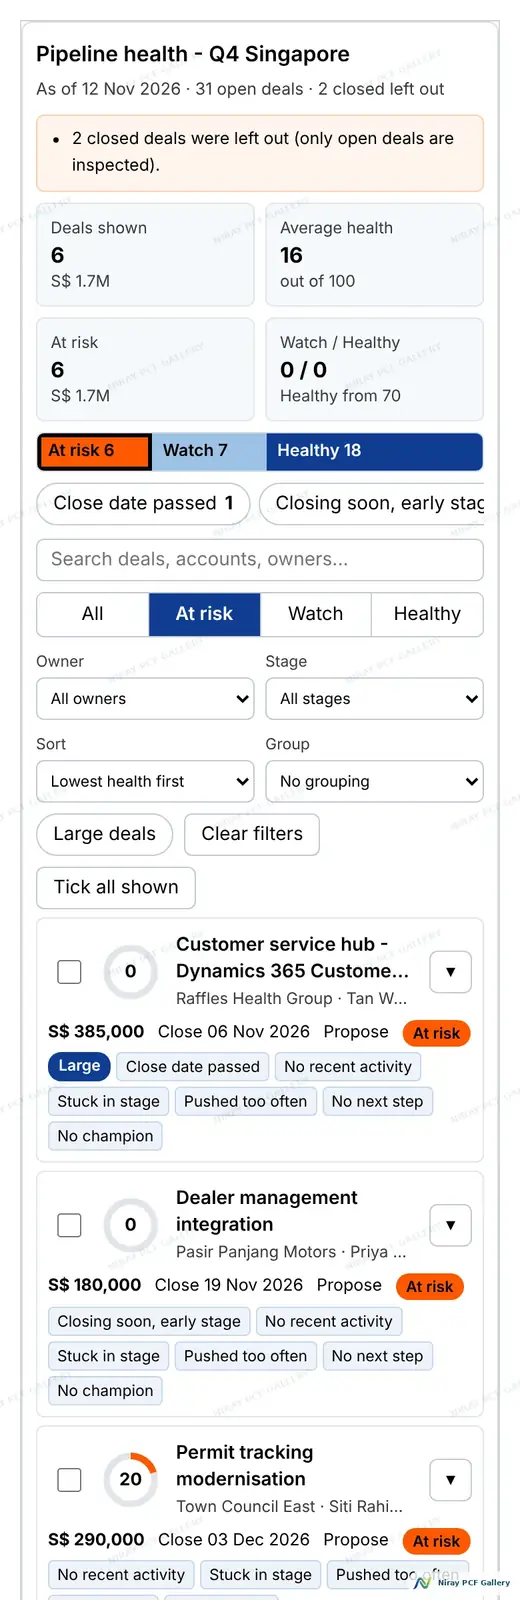 Pipeline health - Q4 Singapore
As of 12 Nov 2026 · 31 open deals · 2 closed left out
• 2 closed deals were left out (only open deals are
inspected).
Deals shown
6
S$ 1.7M
Average health
16
out of 100
At risk
6
S$ 1.7M
Watch / Healthy
0 / 0
Healthy from 70
At risk 6 Watch 7 Healthy 18
Close date passed 1 Closing soon, early stag
Search deals, accounts, owners...
All At risk Watch Healthy
Owner Stage
All owners All stages
Sort Group
Lowest health first No grouping
Large deals Clear filters
Tick all shown
0
Customer service hub -
Dynamics 365 Custome...
Raffles Health Group · Tan W...
▼
S$ 385,000 Close 06 Nov 2026 Propose At risk
Large Close date passed No recent activity
Stuck in stage Pushed too often No next step
No champion
0
Dealer management
integration
Pasir Panjang Motors · Priya ...
▼
S$ 180,000 Close 19 Nov 2026 Propose At risk
Closing soon, early stage No recent activity
Stuck in stage Pushed too often No next step
No champion
20
Permit tracking
modernisation
Town Council East · Siti Rahi...
▼
S$ 290,000 Close 03 Dec 2026 Propose At risk
No recent activity Stuck in stage Pushed too often
Niray PCF Gallery
NIRAY PCF GALLERY